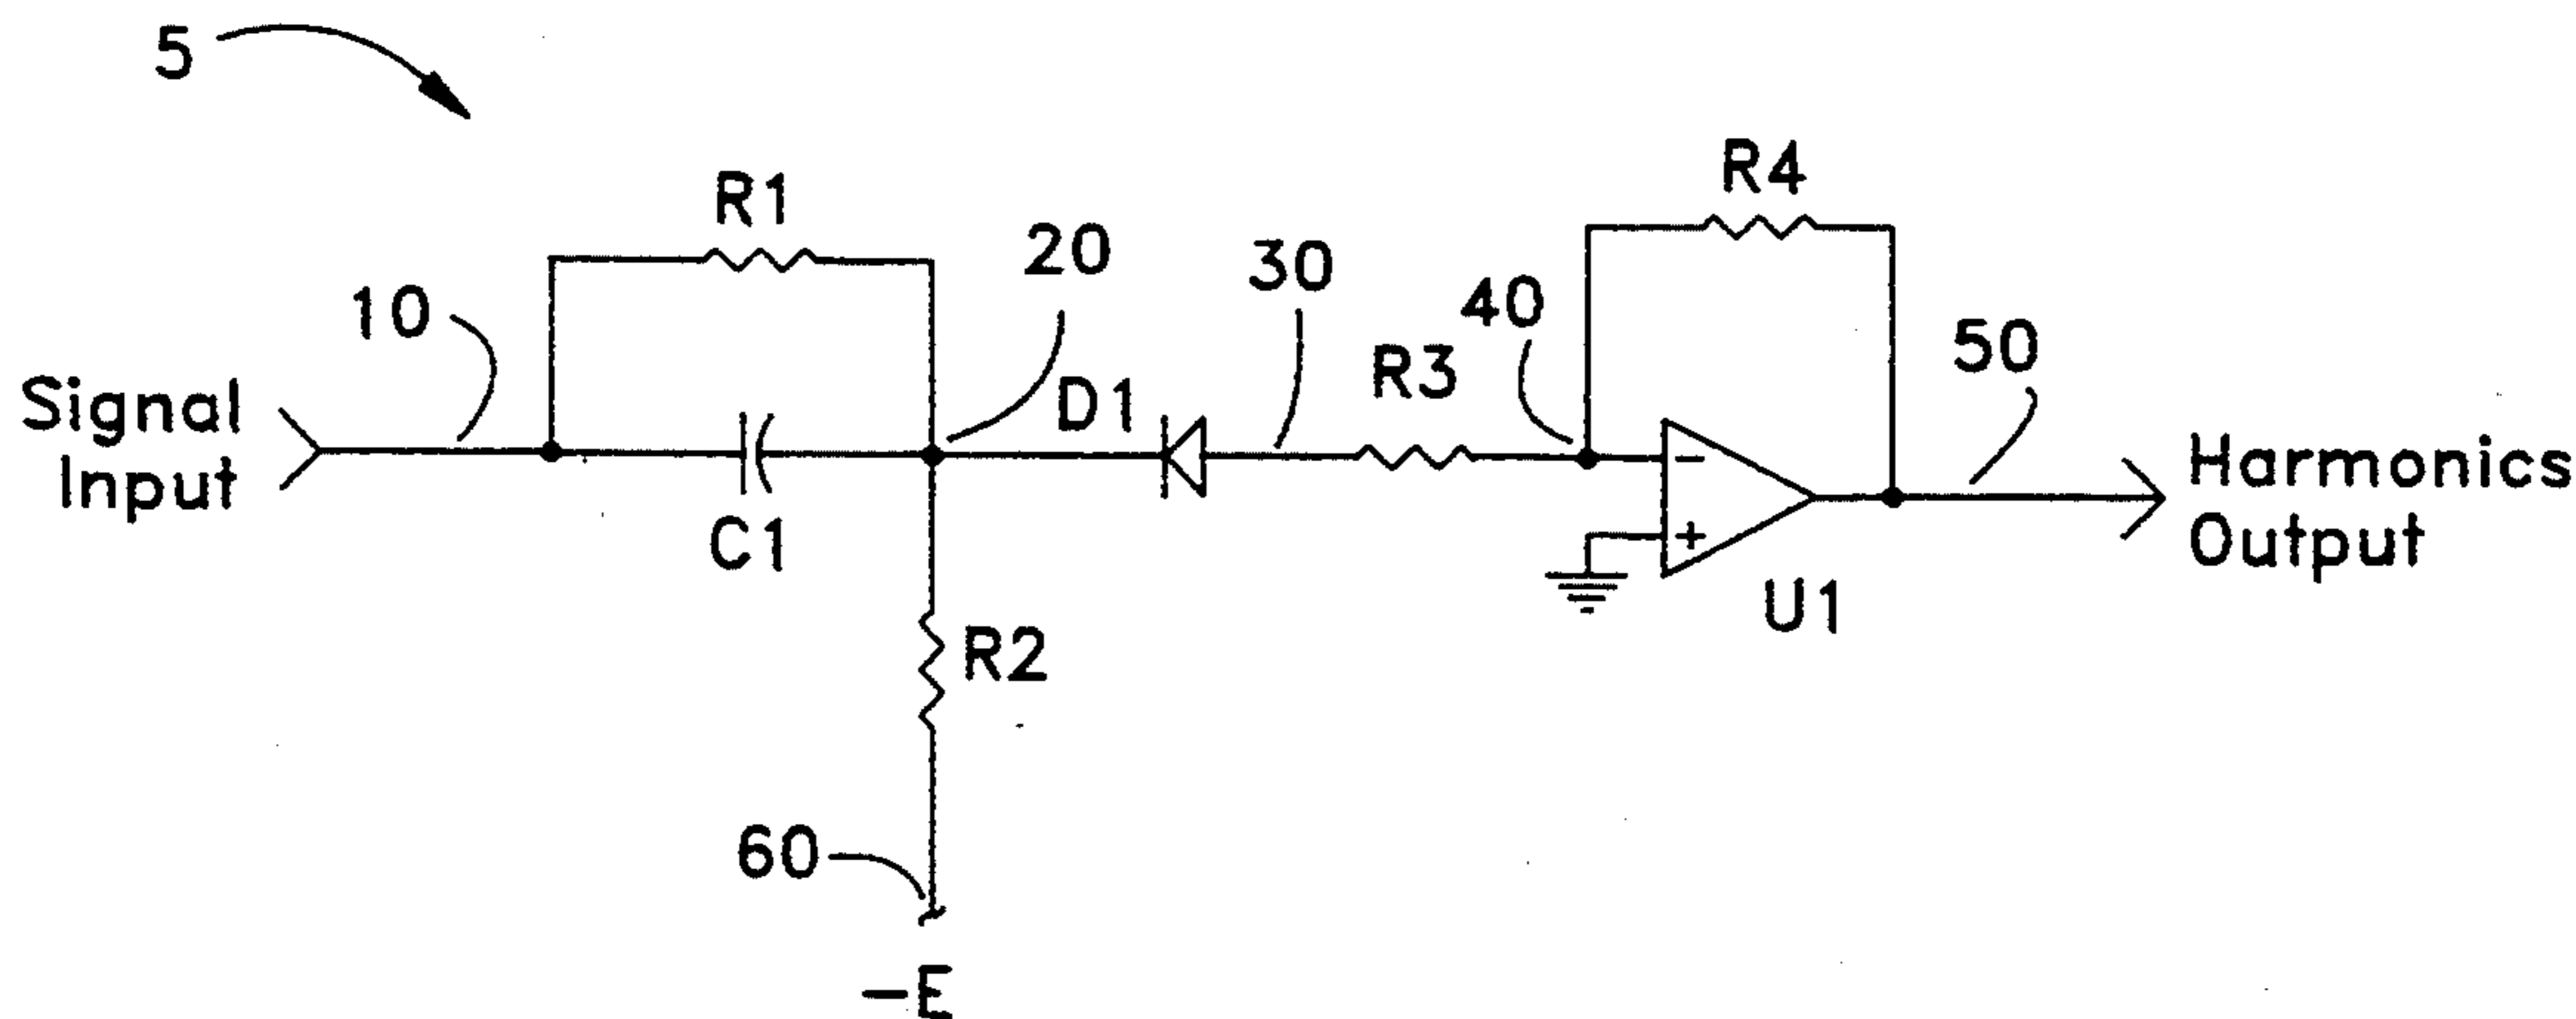 5
R4
R1
20
30
10
40
50
R3
D1
Signal
Input
Harmonics
Output
−
+
C1
U1
R2
60
−E